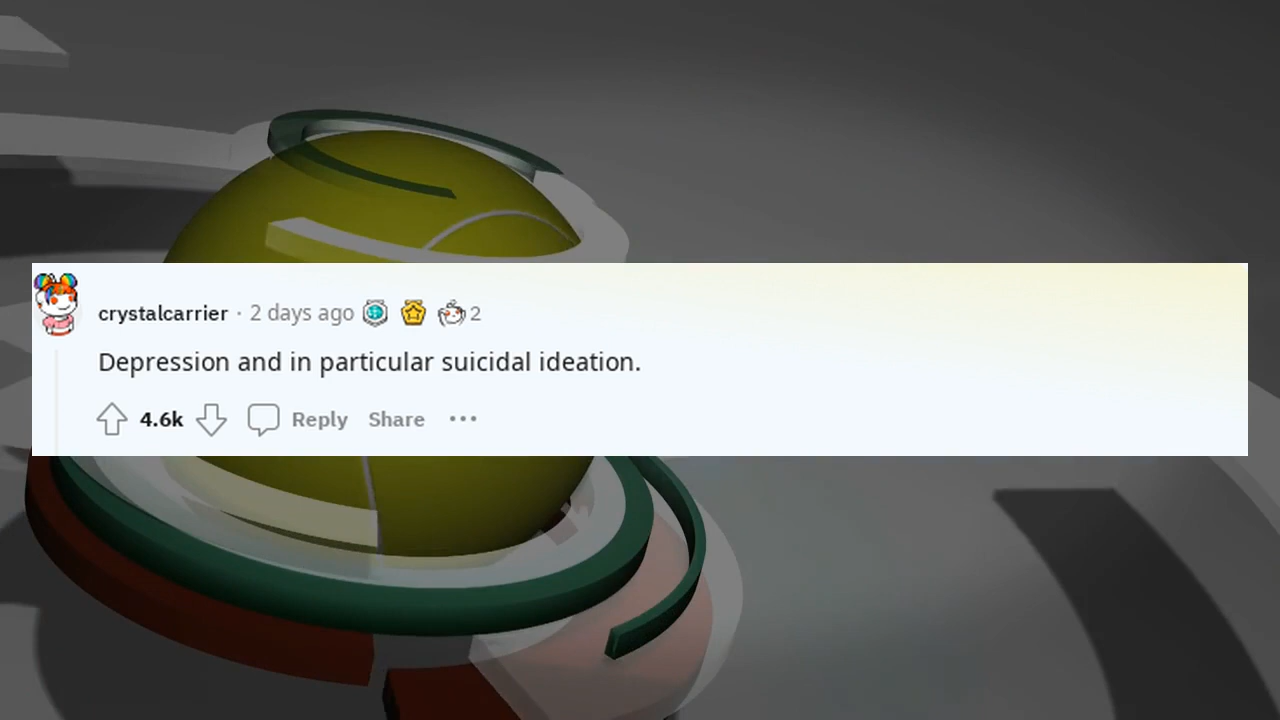 crystalcarrier · 2 days ago 2
Depression and in particular suicidal ideation.
4.6k Reply Share ···